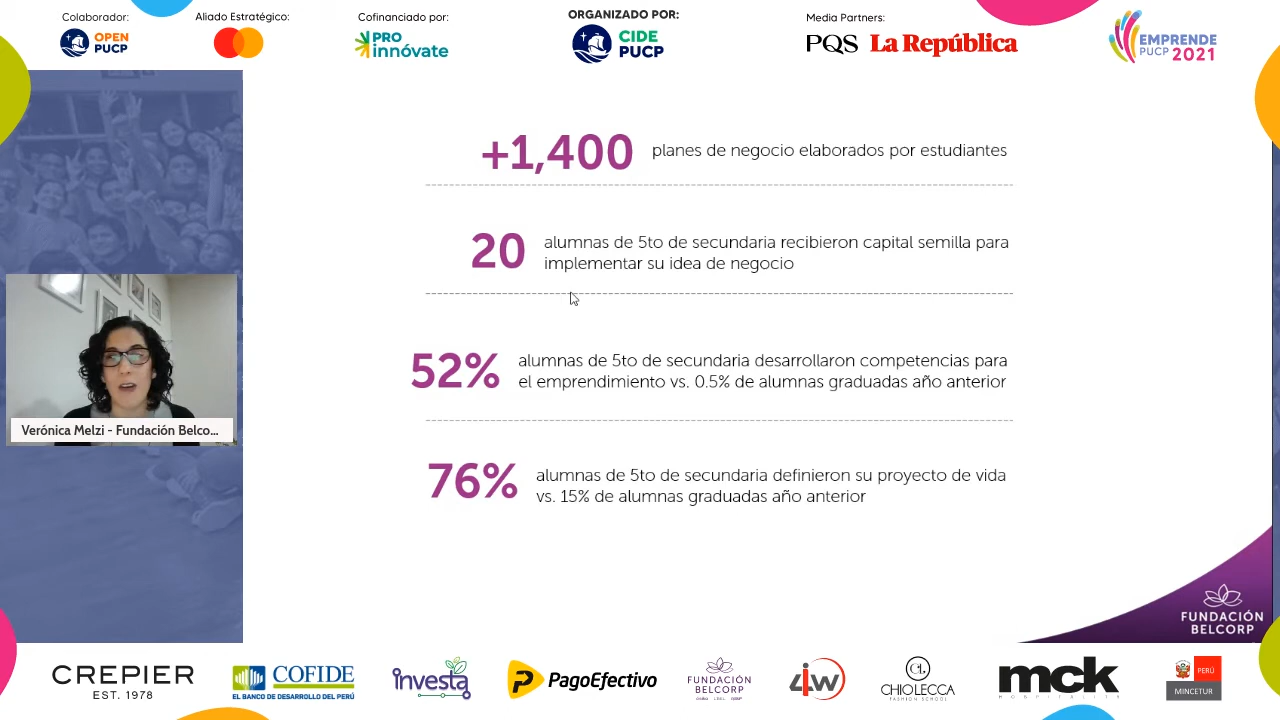 Colaborador:
OPEN
PUCP
Aliado Estratégico:
Cofinanciado por:
PRO
innóvate
ORGANIZADO POR:
CIDE
PUCP
Media Partners:
PQS La República
EMPRENDE
PUCP 2021
+1,400 planes de negocio elaborados por estudiantes
20 alumnas de 5to de secundaria recibieron capital semilla para
implementar su idea de negocio
52% alumnas de 5to de secundaria desarrollaron competencias para
el emprendimiento vs. 0.5% de alumnas graduadas año anterior
76% alumnas de 5to de secundaria definieron su proyecto de vida
vs. 15% de alumnas graduadas año anterior
Verónica Melzi - Fundación Belco...
FUNDACIÓN
BELCORP
CREPIER
EST. 1978
COFIDE
EL BANCO DE DESARROLLO DEL PERÚ
investa
PagoEfectivo
FUNDACIÓN
BELCORP
4iw
CL
CHIOLECCA
FASHION SCHOOL
mck
HOSPITALITY
PERÚ
MINCETUR